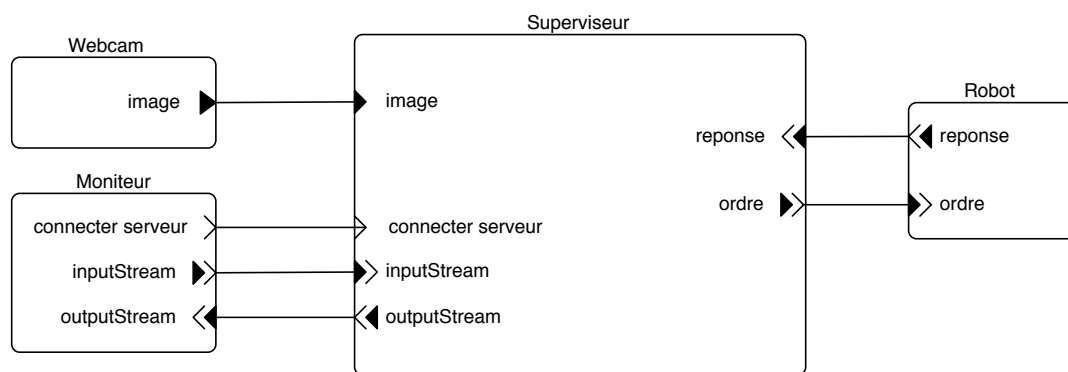 Superviseur
Webcam
image
image
Robot
reponse
reponse
Moniteur
ordre
ordre
connecter serveur
connecter serveur
inputStream
inputStream
outputStream
outputStream